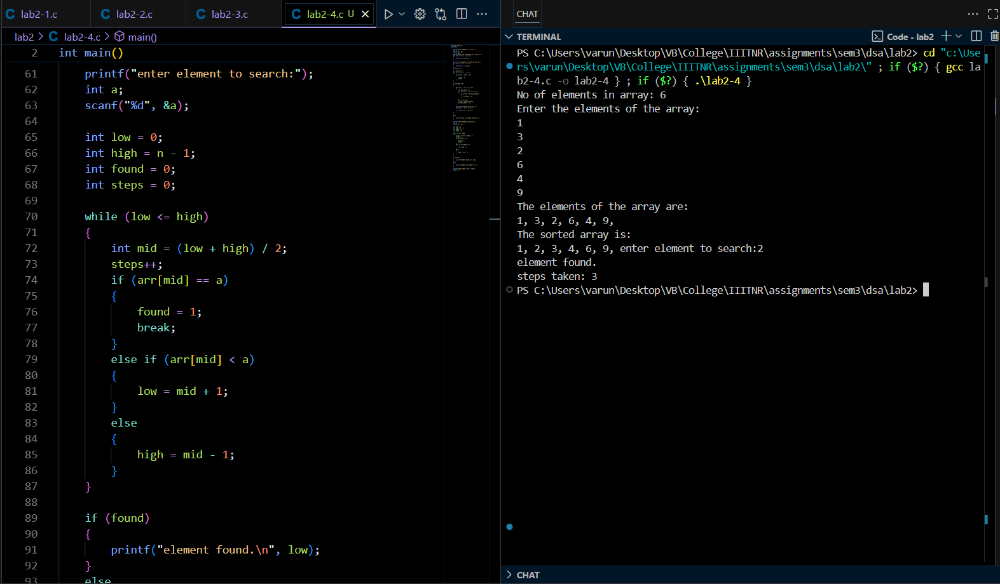 lab2-1.c
lab2-2.c
lab2-3.c
lab2-4.c U
lab2 > lab2-4.c > main()
2 int main()
61 printf("enter element to search:");
62 int a;
63 scanf("%d", &a);
64
65 int low = 0;
66 int high = n - 1;
67 int found = 0;
68 int steps = 0;
69
70 while (low <= high)
71 {
72 int mid = (low + high) / 2;
73 steps++;
74 if (arr[mid] == a)
75 {
76 found = 1;
77 break;
78 }
79 else if (arr[mid] < a)
80 {
81 low = mid + 1;
82 }
83 else
84 {
85 high = mid - 1;
86 }
87 }
88
89 if (found)
90 {
91 printf("element found.\n", low);
92 }
93 else
CHAT
TERMINAL
Code - lab2
PS C:\Users\varun\Desktop\VB\College\IIITNR\assignments\sem3\dsa\lab2> cd "c:\Use
rs\varun\Desktop\VB\College\IIITNR\assignments\sem3\dsa\lab2\" ; if ($?) { gcc la
b2-4.c -o lab2-4 } ; if ($?) { .\lab2-4 }
No of elements in array: 6
Enter the elements of the array:
1
3
2
6
4
9
The elements of the array are:
1, 3, 2, 6, 4, 9,
The sorted array is:
1, 2, 3, 4, 6, 9, enter element to search:2
element found.
steps taken: 3
PS C:\Users\varun\Desktop\VB\College\IIITNR\assignments\sem3\dsa\lab2>
CHAT